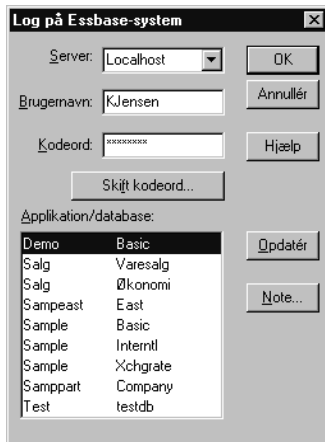 Log på Essbase-system
Server: Localhost OK
Brugernavn: KJensen Annullér
Kodeord: ******** Hjælp
Skift kodeord...
Applikation/database:
Demo Basic Opdatér
Salg Varesalg
Salg Økonomi
Sampeast East Note...
Sample Basic
Sample Interntl
Sample Xchgrate
Samppart Company
Test testdb